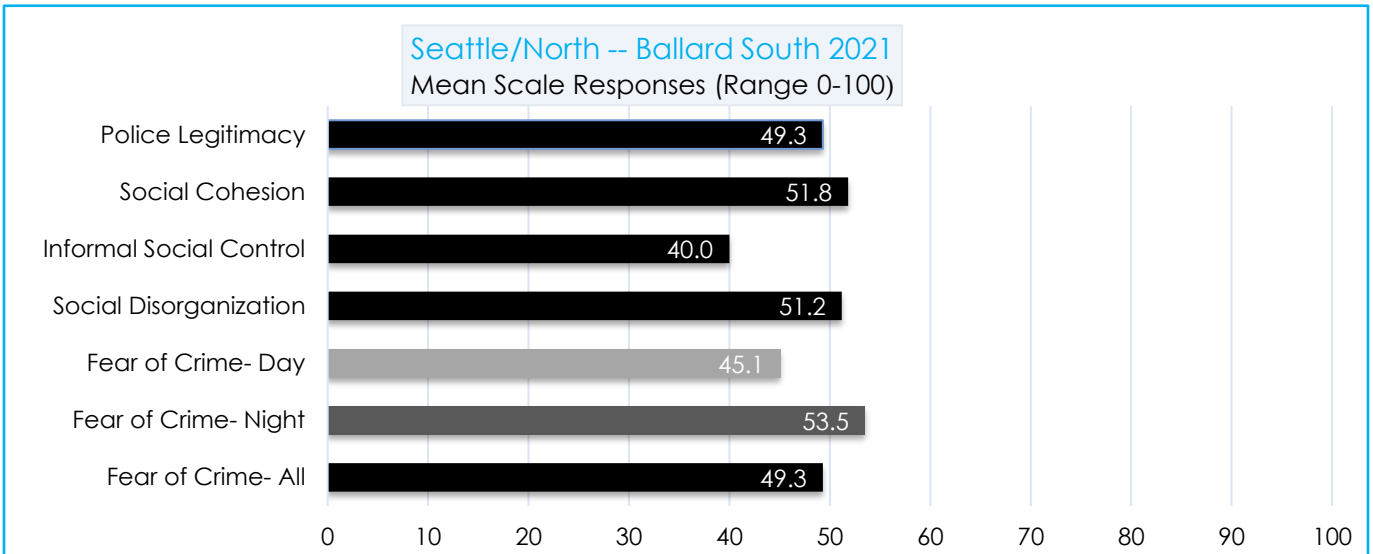 Seattle/North -- Ballard South 2021
Mean Scale Responses (Range 0-100)
Police Legitimacy 49.3
Social Cohesion 51.8
Informal Social Control 40.0
Social Disorganization 51.2
Fear of Crime- Day 45.1
Fear of Crime- Night 53.5
Fear of Crime- All 49.3
0 10 20 30 40 50 60 70 80 90 100